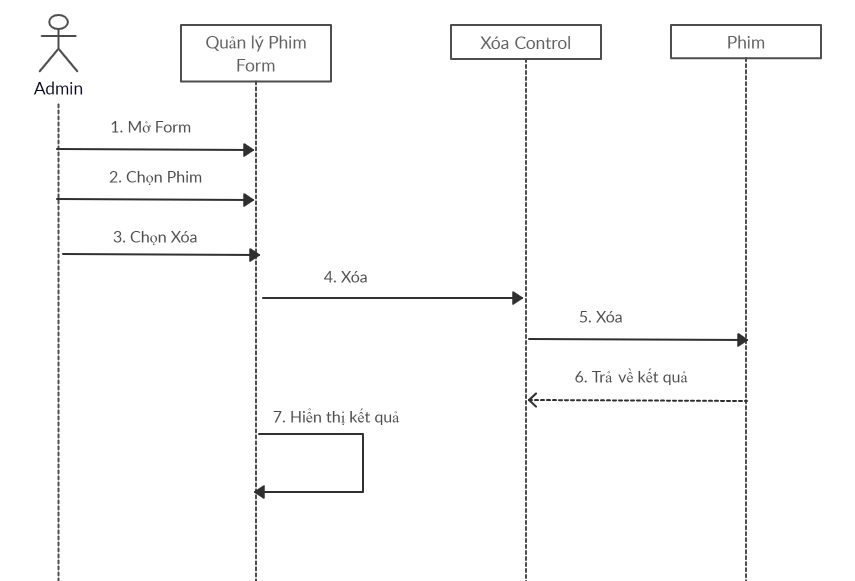 Quản lý Phim
Form
Xóa Control
Phim
Admin
1. Mở Form
2. Chọn Phim
3. Chọn Xóa
4. Xóa
5. Xóa
6. Trả về kết quả
7. Hiển thị kết quả